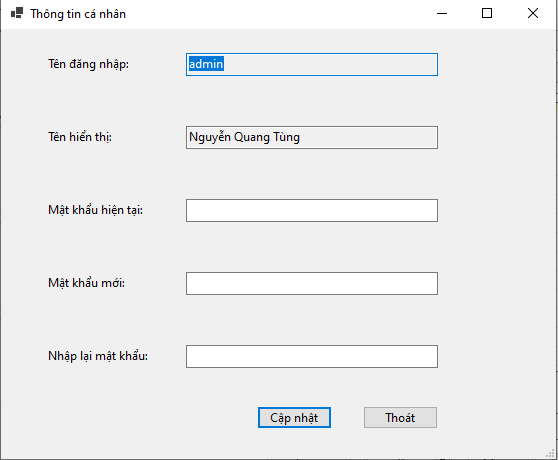 Thông tin cá nhân
Tên đăng nhập: admin
Tên hiển thị: Nguyễn Quang Tùng
Mật khẩu hiện tại:
Mật khẩu mới:
Nhập lại mật khẩu:
Cập nhật Thoát